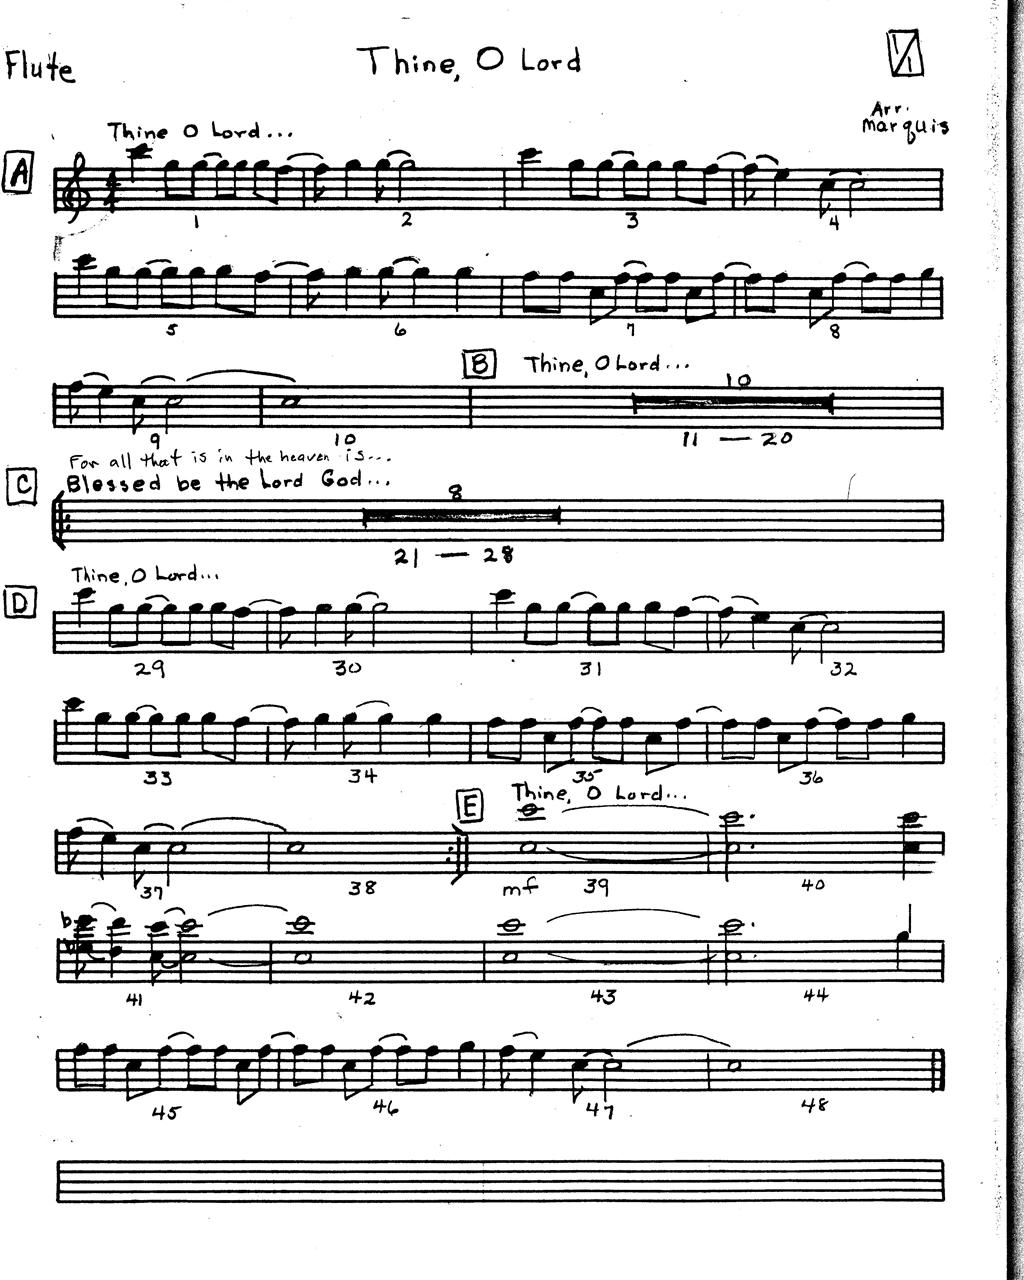 Flute
Thine, O Lord
1/1
Arr.
Marquis
Thine O Lord...
A
4 4
1 2 3 4
5 6 7 8
B Thine, O Lord...
10
9 10 11 — 20
For all that is in the heaven is...
C Blessed be the Lord God...
8
21 — 28
Thine, O Lord...
D
29 30 31 32
33 34 35 36
E Thine, O Lord...
37 38 mf 39 40
41 42 43 44
45 46 47 48